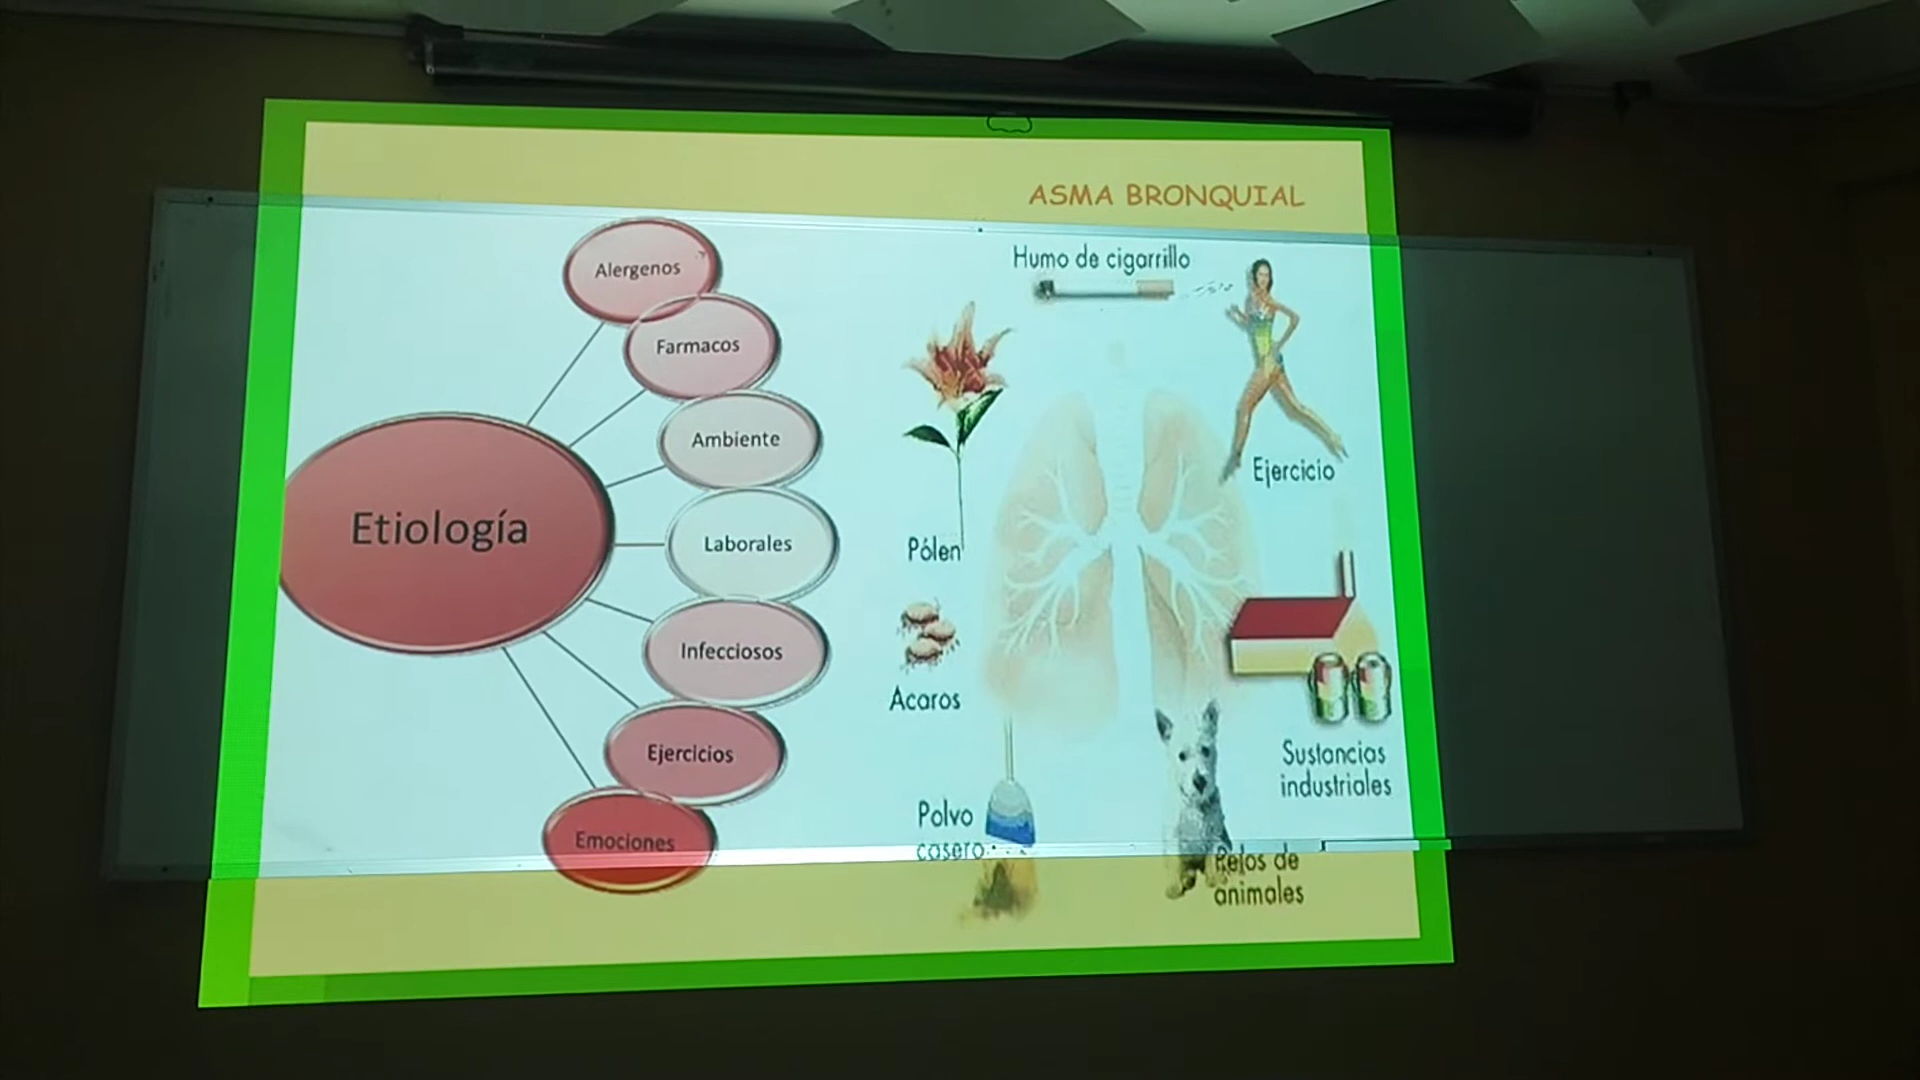 ASMA BRONQUIAL
Alergenos
Farmacos
Ambiente
Etiología
Laborales
Infecciosos
Ejercicios
Emociones
Humo de cigarrillo
Ejercicio
Pólen
Acaros
Sustancias
industriales
Polvo
casero
Pelos de
animales